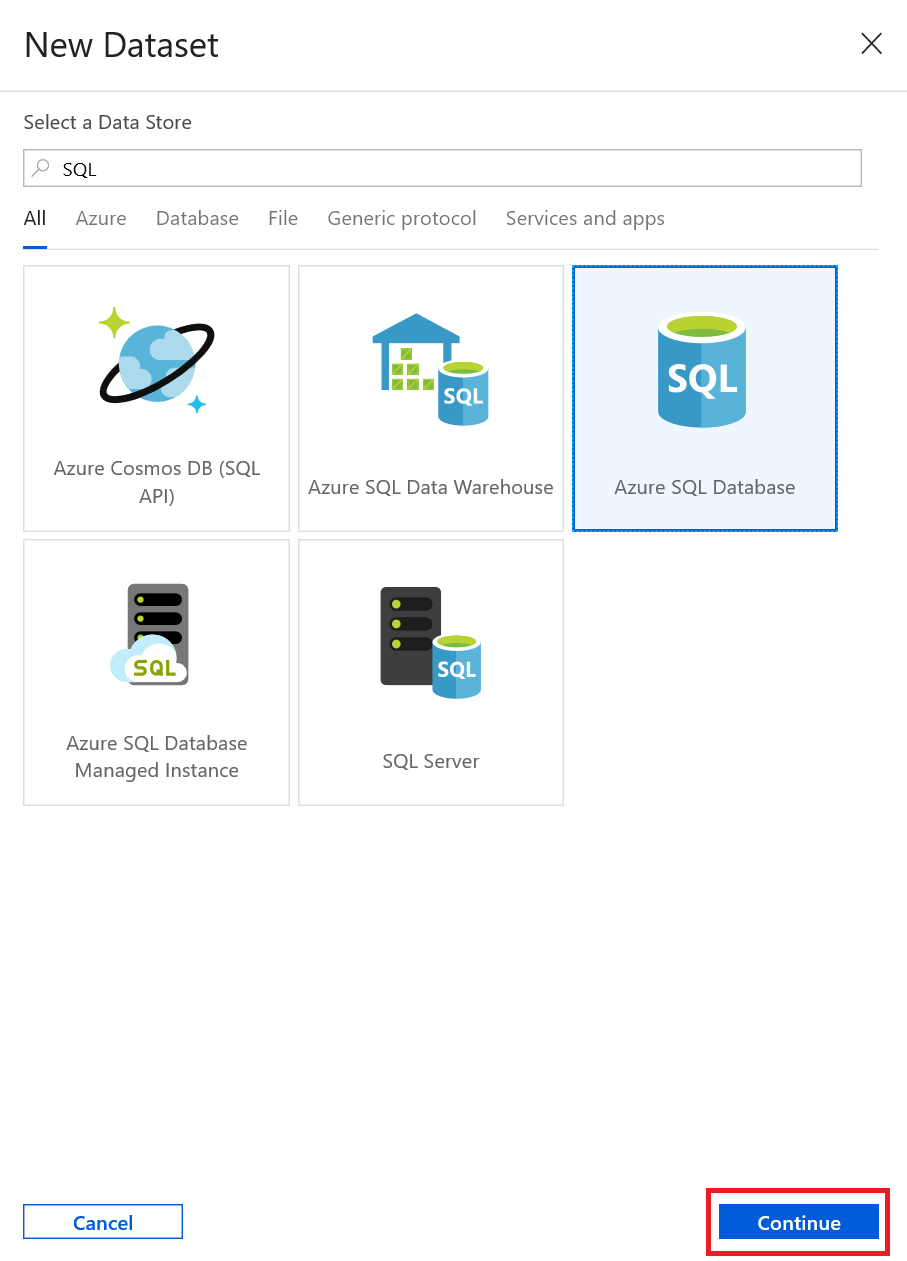 New Dataset
Select a Data Store
SQL
All Azure Database File Generic protocol Services and apps
SQL
SQL
Azure Cosmos DB (SQL
API)
Azure SQL Data Warehouse
Azure SQL Database
SQL
SQL
Azure SQL Database
Managed Instance
SQL Server
Cancel
Continue